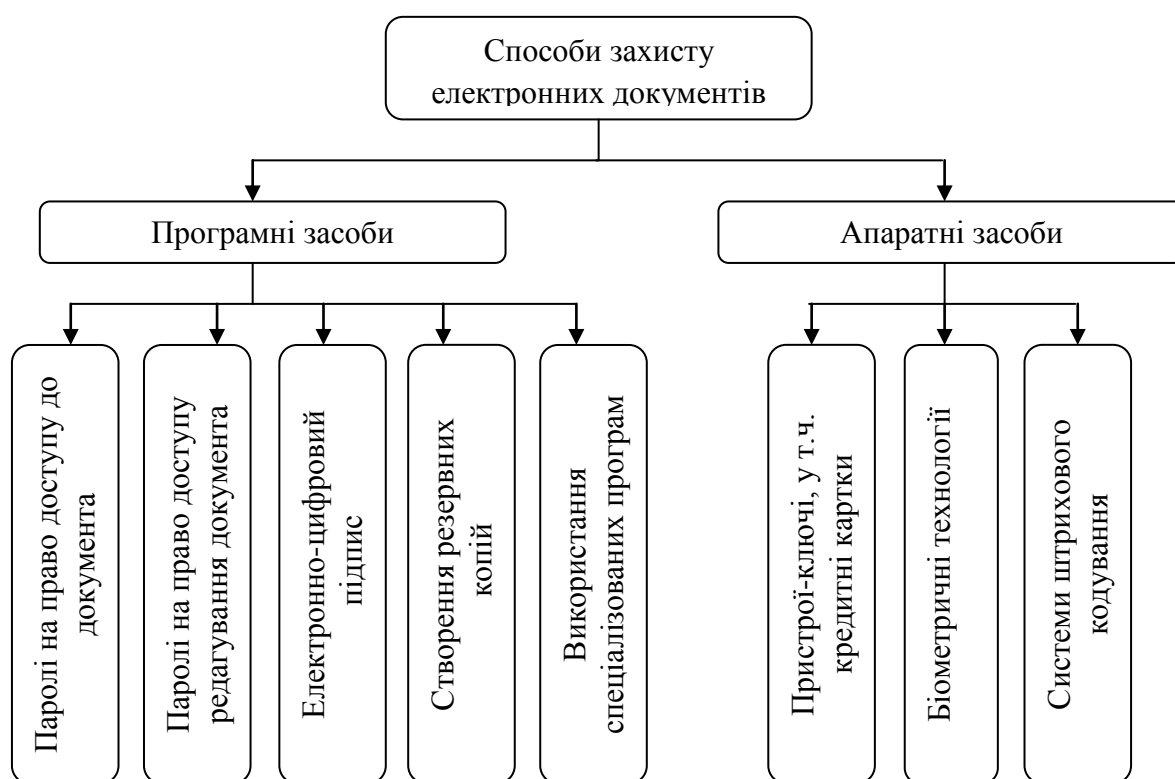 Способи захисту
електронних документів
Програмні засоби
Апаратні засоби
Паролі на право доступу до
документа
Паролі на право доступу
редагування документа
Електронно-цифровий
підпис
Створення резервних
копій
Використання
спеціалізованих програм
Пристрої-ключі, у т.ч.
кредитні картки
Біометричні технології
Системи штрихового
кодування